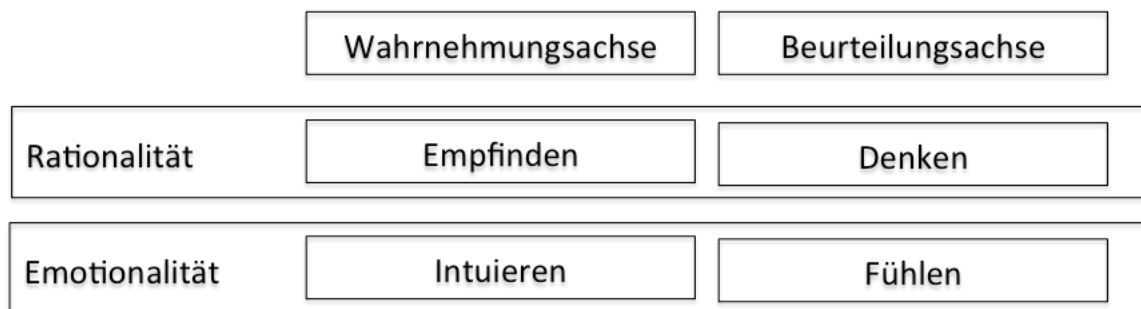 Wahrnehmungsachse Beurteilungsachse
Rationalität Empfinden Denken
Emotionalität Intuieren Fühlen